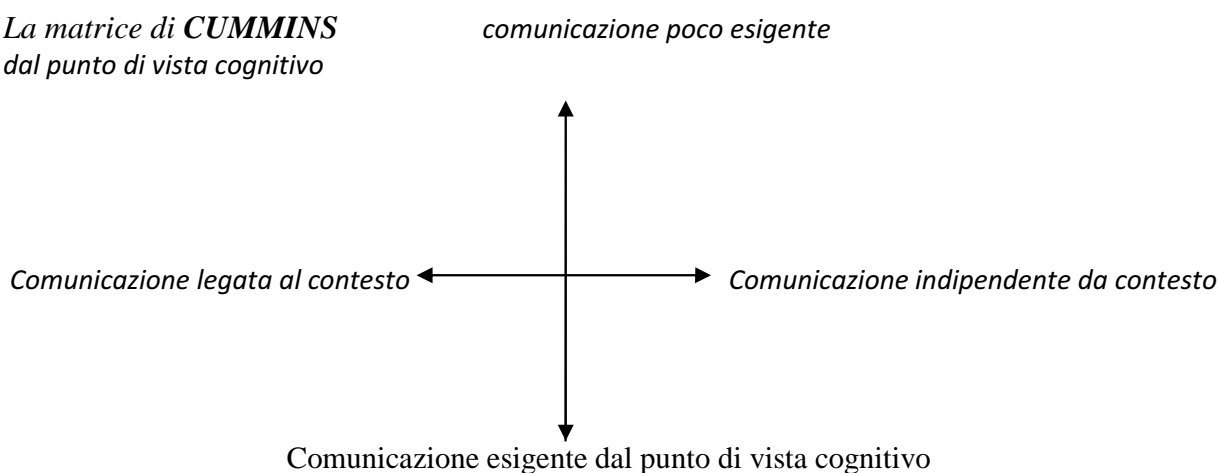 La matrice di CUMMINS comunicazione poco esigente
dal punto di vista cognitivo
Comunicazione legata al contesto Comunicazione indipendente da contesto
Comunicazione esigente dal punto di vista cognitivo